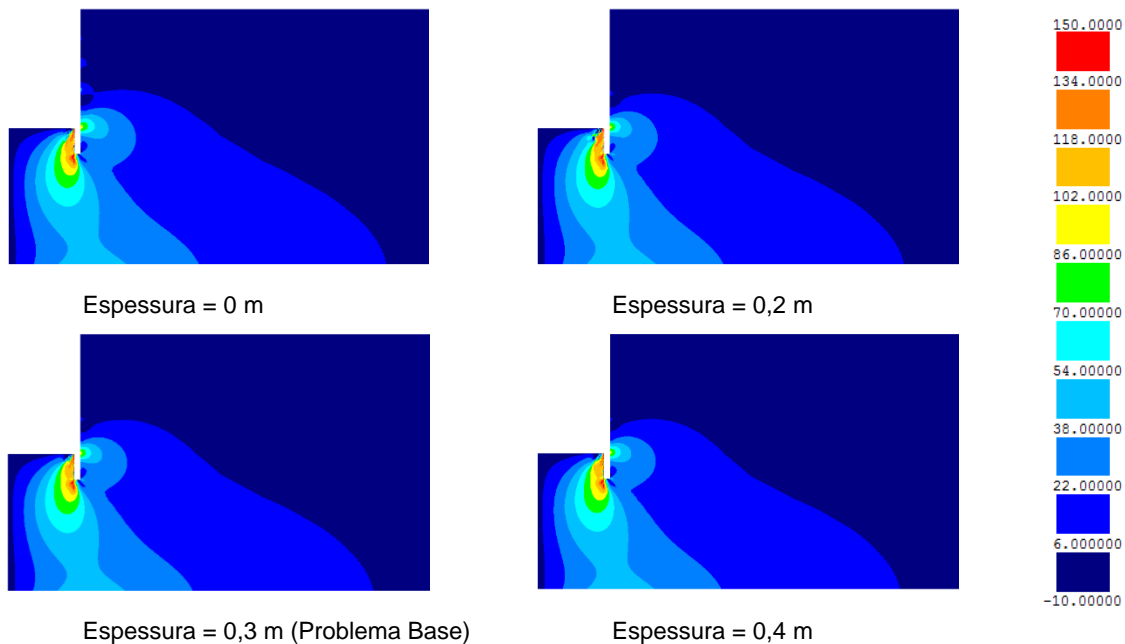 Espessura = 0 m
Espessura = 0,2 m
Espessura = 0,3 m (Problema Base)
Espessura = 0,4 m
150.0000
134.0000
118.0000
102.0000
86.00000
70.00000
54.00000
38.00000
22.00000
6.000000
-10.00000